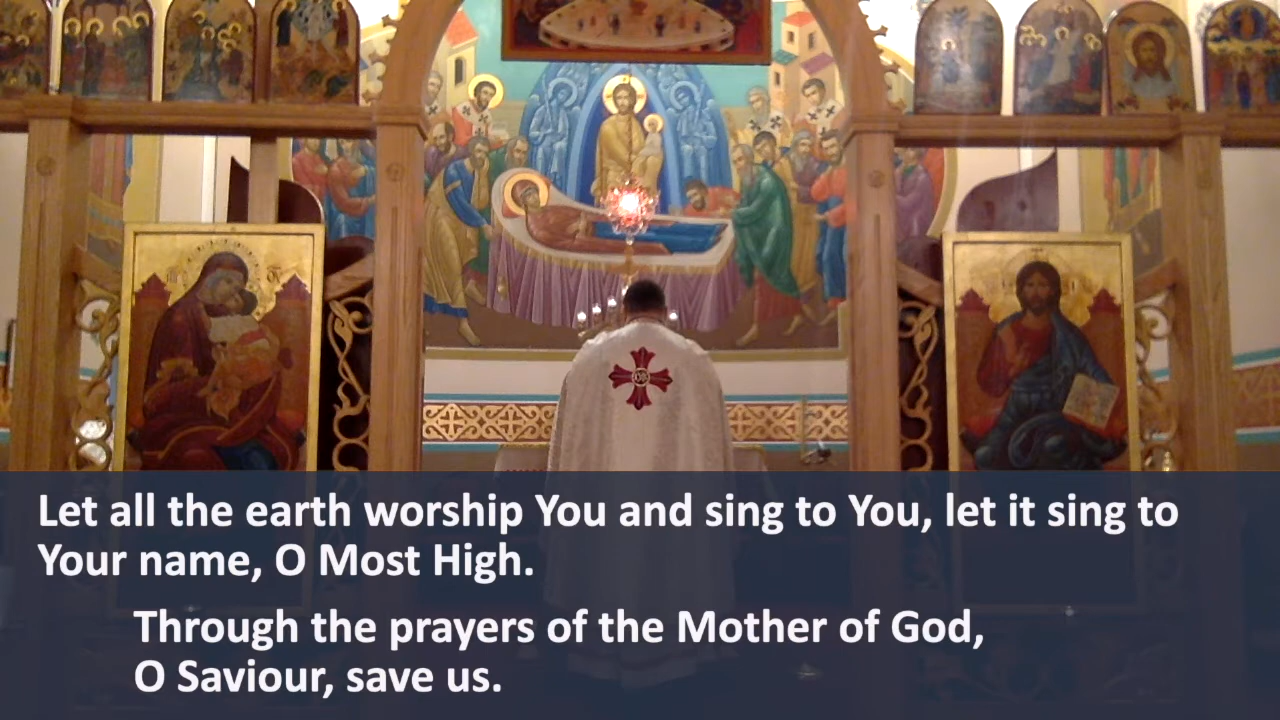 Let all the earth worship You and sing to You, let it sing to
Your name, O Most High.
Through the prayers of the Mother of God,
O Saviour, save us.